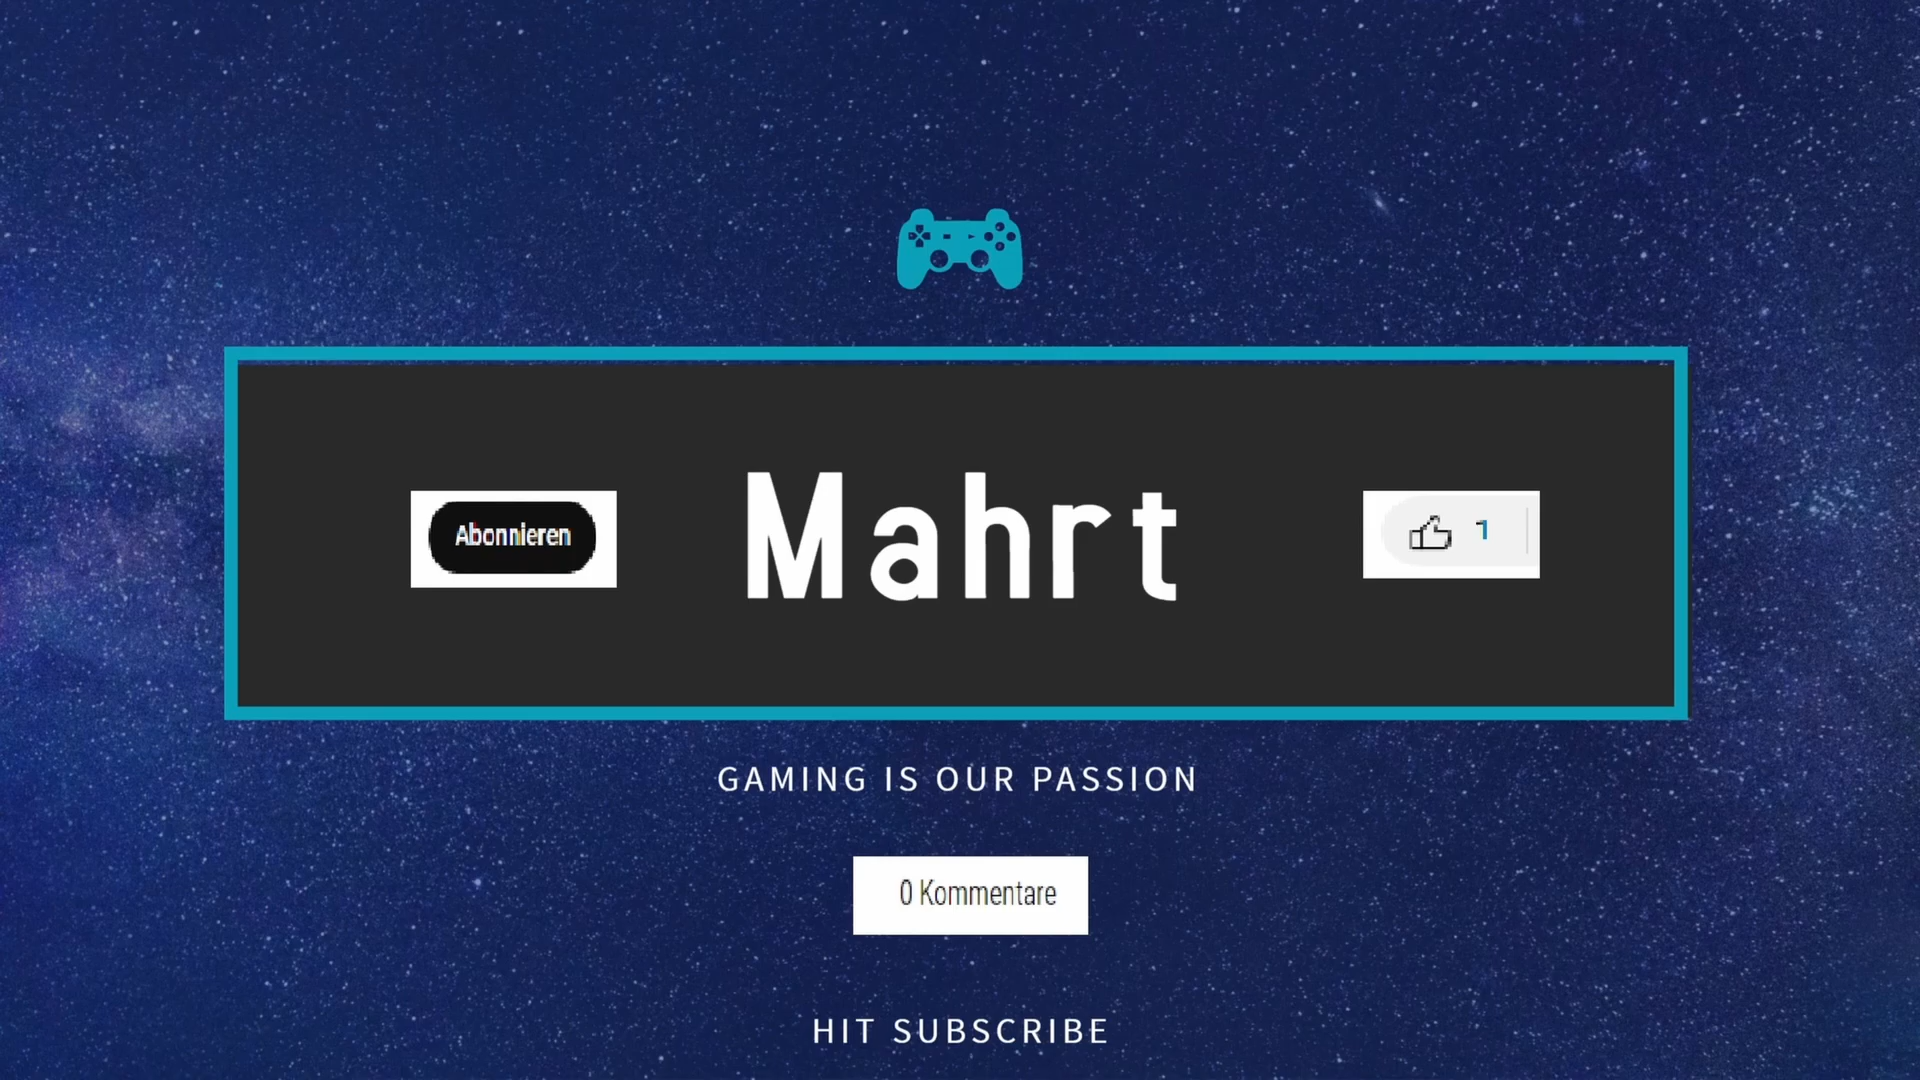 Abonnieren
Mahrt
1
GAMING IS OUR PASSION
0 Kommentare
HIT SUBSCRIBE